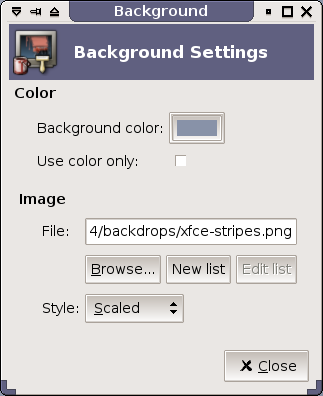 Background
Background Settings
Color
Background color:
Use color only:
Image
File: 4/backdrops/xfce-stripes.png
Browse... New list Edit list
Style: Scaled
Close